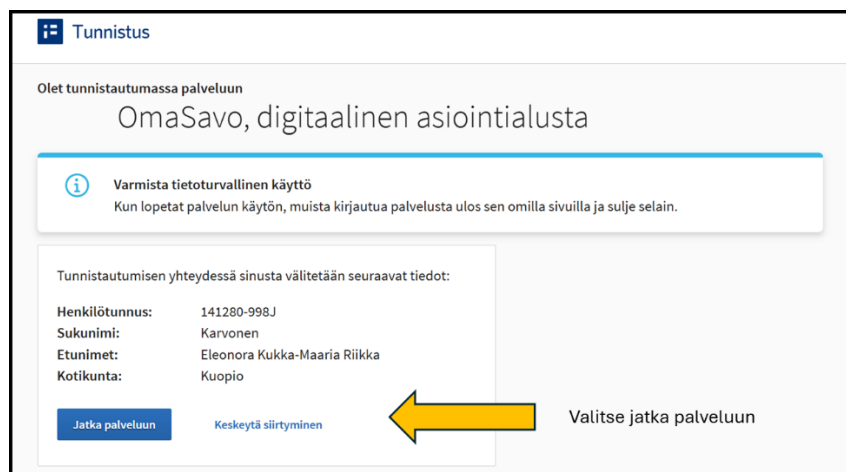 Tunnistus
Olet tunnistautumassa palveluun
OmaSavo, digitaalinen asiointialusta
Varmista tietoturvallinen käyttö
Kun lopetat palvelun käytön, muista kirjautua palvelusta ulos sen omilla sivuilla ja sulje selain.
Tunnistautumisen yhteydessä sinusta välitetään seuraavat tiedot:
Henkilötunnus: 141280-998J
Sukunimi: Karvonen
Etunimet: Eleonora Kukka-Maaria Riikka
Kotikunta: Kuopio
Jatka palveluun Keskeytä siirtyminen Valitse jatka palveluun